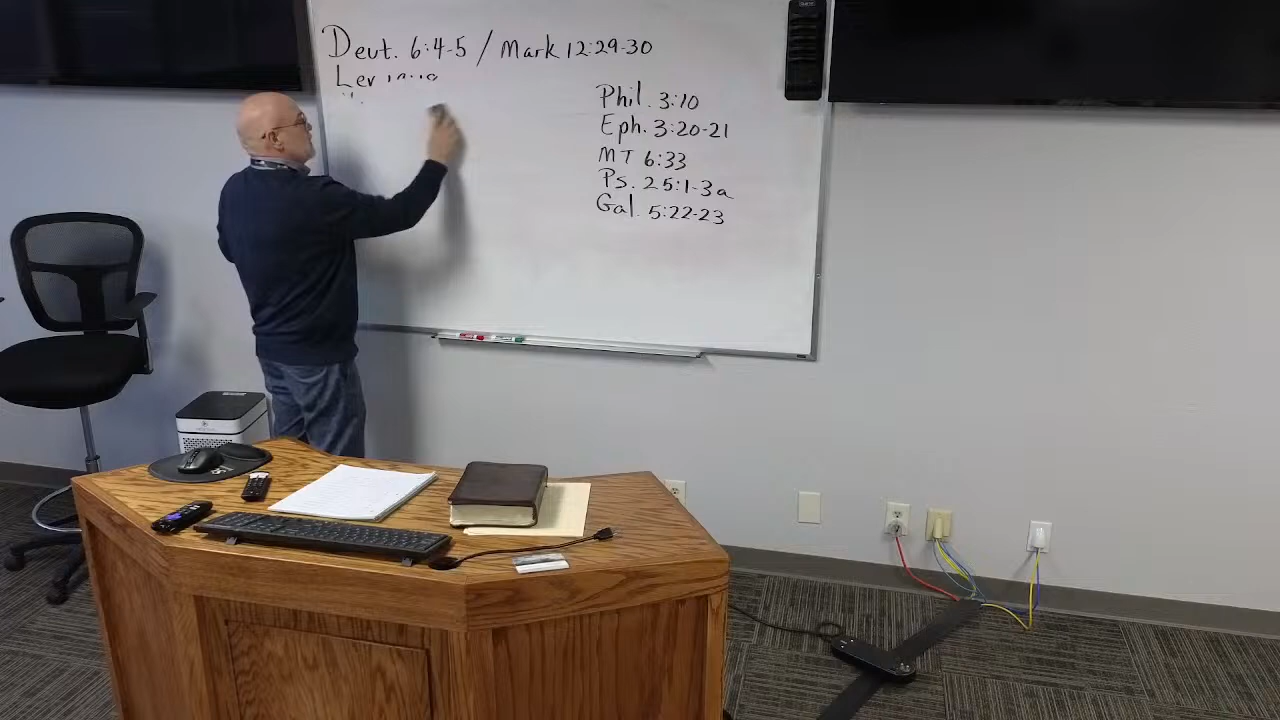 Deut. 6:4-5 / Mark 12:29-30
Lev
Phil. 3:10
Eph. 3:20-21
MT 6:33
Ps. 25:1-3a
Gal. 5:22-23